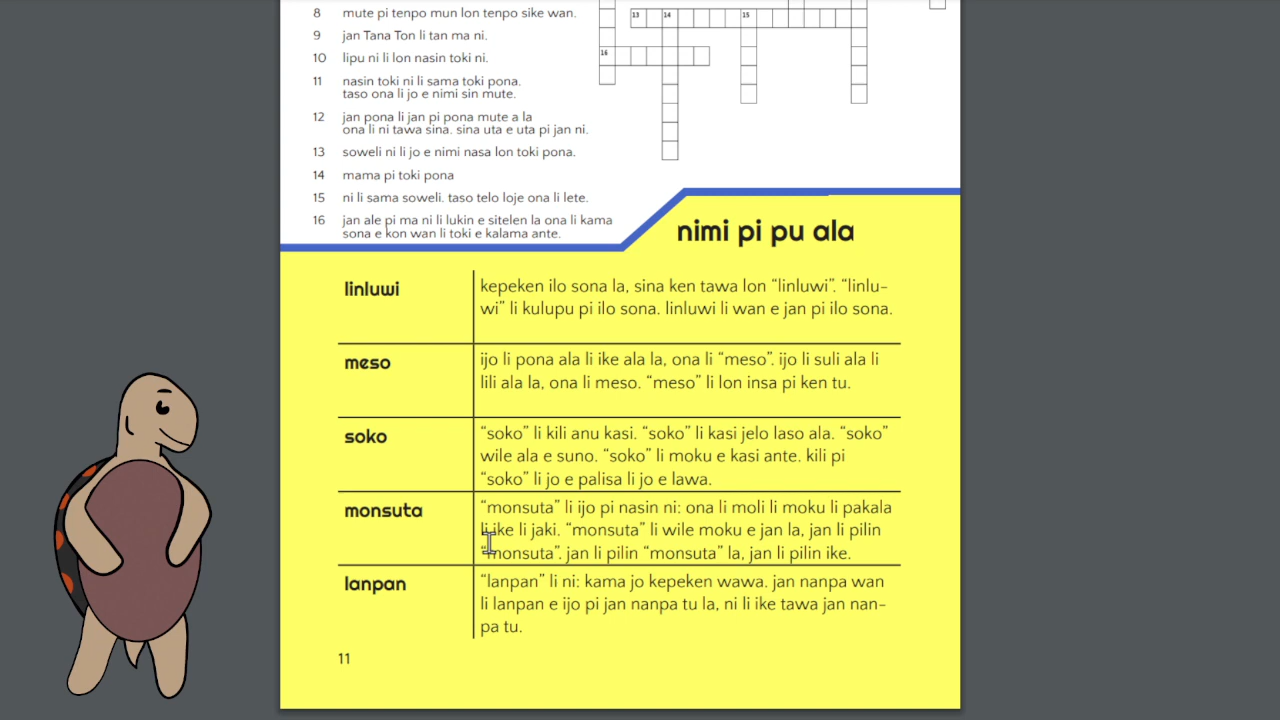 8 mute pi tenpo mun lon tenpo sike wan.
9 jan Tana Ton li tan ma ni.
10 lipu ni li lon nasin toki ni.
11 nasin toki ni li sama toki pona.
taso ona li jo e nimi sin mute.
12 jan pona li jan pi pona mute a la
ona li ni tawa sina. sina uta e uta pi jan ni.
13 soweli ni li jo e nimi nasa lon toki pona.
14 mama pi toki pona
15 ni li sama soweli. taso telo loje ona li lete.
16 jan ale pi ma ni li lukin e sitelen la ona li kama
sona e kon wan li toki e kalama ante.
13 14 15
16
nimi pi pu ala
linluwi
kepeken ilo sona la, sina ken tawa lon “linluwi”. “linlu-
wi” li kulupu pi ilo sona. linluwi li wan e jan pi ilo sona.
meso
ijo li pona ala li ike ala la, ona li “meso”. ijo li suli ala li
lili ala la, ona li meso. “meso” li lon insa pi ken tu.
soko
“soko” li kili anu kasi. “soko” li kasi jelo laso ala. “soko”
wile ala e suno. “soko” li moku e kasi ante. kili pi
“soko” li jo e palisa li jo e lawa.
monsuta
“monsuta” li ijo pi nasin ni: ona li moli li moku li pakala
li ike li jaki. “monsuta” li wile moku e jan la, jan li pilin
“monsuta”. jan li pilin “monsuta” la, jan li pilin ike.
lanpan
“lanpan” li ni: kama jo kepeken wawa. jan nanpa wan
li lanpan e ijo pi jan nanpa tu la, ni li ike tawa jan nan-
pa tu.
11